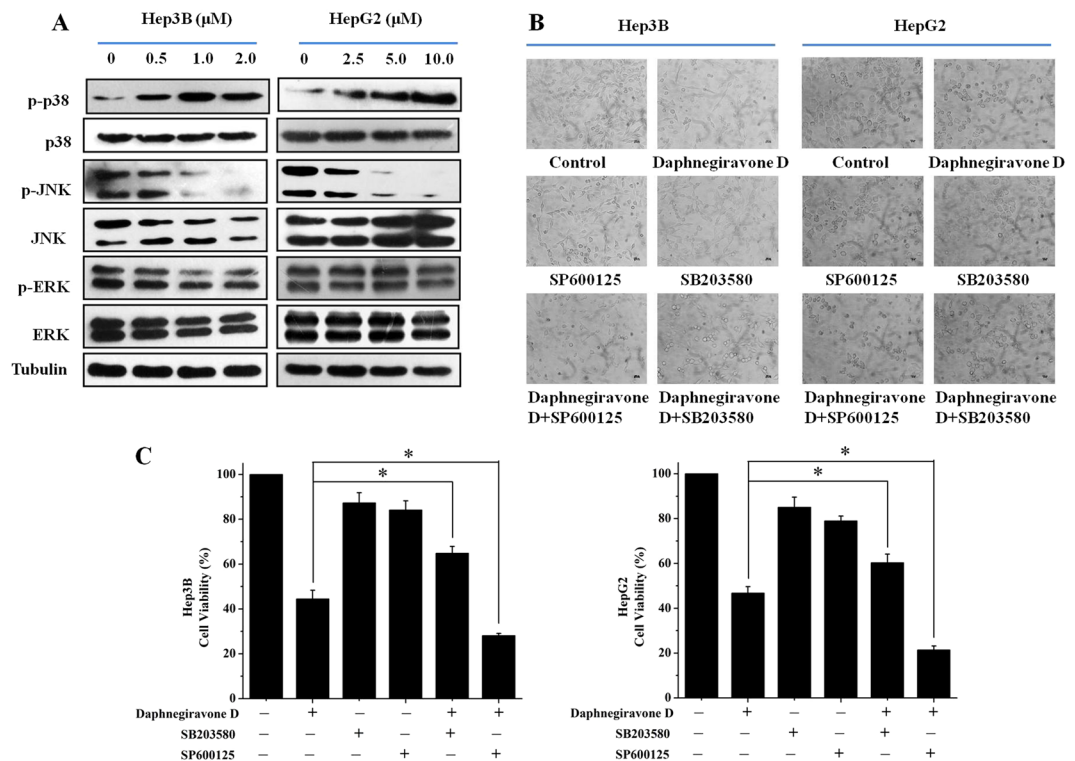 A
Hep3B (μM)
HepG2 (μM)
0 0.5 1.0 2.0
0 2.5 5.0 10.0
p-p38
p38
p-JNK
JNK
p-ERK
ERK
Tubulin
B
Hep3B
HepG2
Control
Daphnegiravone D
Control
Daphnegiravone D
SP600125
SB203580
SP600125
SB203580
Daphnegiravone
D+SP600125
Daphnegiravone
D+SB203580
Daphnegiravone
D+SP600125
Daphnegiravone
D+SB203580
C
Hep3B
Cell Viability (%)
100
80
60
40
20
0
*
*
Daphnegiravone D − + − − + +
SB203580 − − + − + −
SP600125 − − − + − +
HepG2
Cell Viability (%)
100
80
60
40
20
0
*
*
Daphnegiravone D − + − − + +
SB203580 − − + − + −
SP600125 − − − + − +